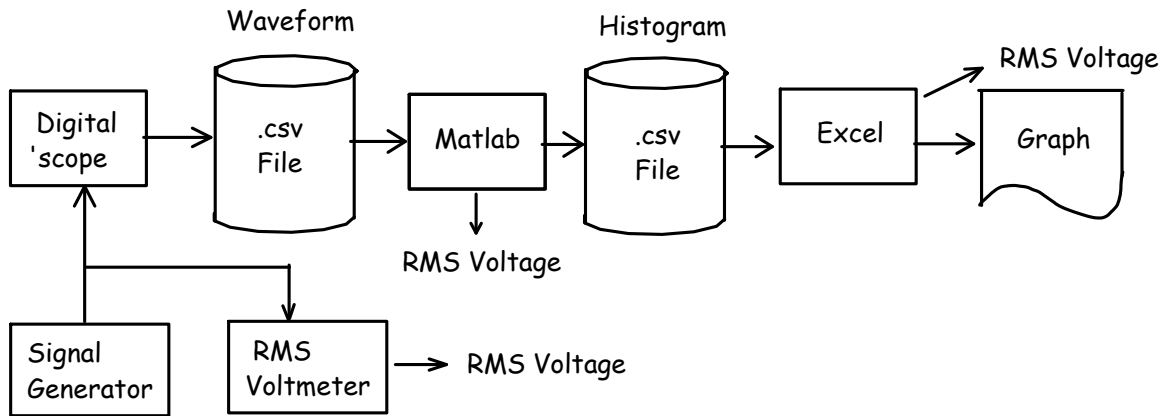 Waveform
Histogram
RMS Voltage
Digital
'scope
.csv
File
Matlab
.csv
File
Excel
Graph
RMS Voltage
Signal
Generator
RMS
Voltmeter
RMS Voltage